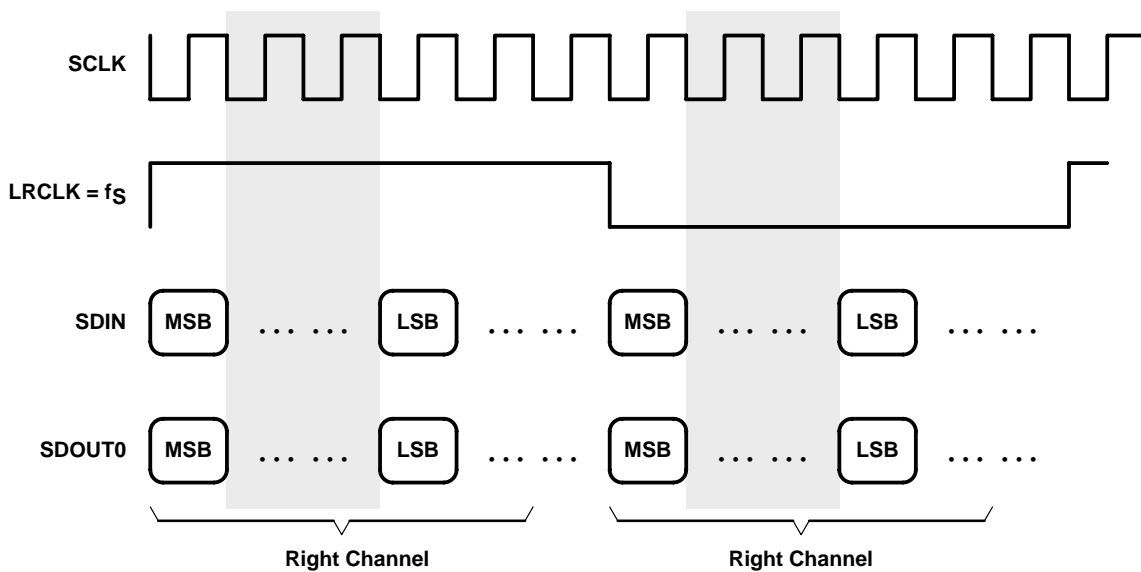 SCLK
LRCLK = fS
SDIN MSB ... ... LSB ... ... MSB ... ... LSB ... ...
SDOUT0 MSB ... ... LSB ... ... MSB ... ... LSB ... ...
Right Channel Right Channel